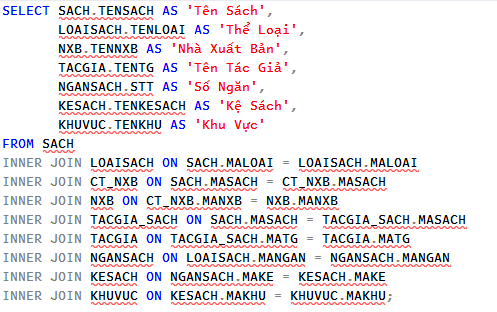 SELECT SACH.TENSACH AS 'Tên Sách',
LOAISACH.TENLOAI AS 'Thể Loại',
NXB.TENNXB AS 'Nhà Xuất Bản',
TACGIA.TENTG AS 'Tên Tác Giả',
NGANSACH.STT AS 'Số Ngăn',
KESACH.TENKESACH AS 'Kệ Sách',
KHUVUC.TENKHU AS 'Khu Vực'
FROM SACH
INNER JOIN LOAISACH ON SACH.MALOAI = LOAISACH.MALOAI
INNER JOIN CT_NXB ON SACH.MASACH = CT_NXB.MASACH
INNER JOIN NXB ON CT_NXB.MANXB = NXB.MANXB
INNER JOIN TACGIA_SACH ON SACH.MASACH = TACGIA_SACH.MASACH
INNER JOIN TACGIA ON TACGIA_SACH.MATG = TACGIA.MATG
INNER JOIN NGANSACH ON LOAISACH.MANGAN = NGANSACH.MANGAN
INNER JOIN KESACH ON NGANSACH.MAKE = KESACH.MAKE
INNER JOIN KHUVUC ON KESACH.MAKHU = KHUVUC.MAKHU;